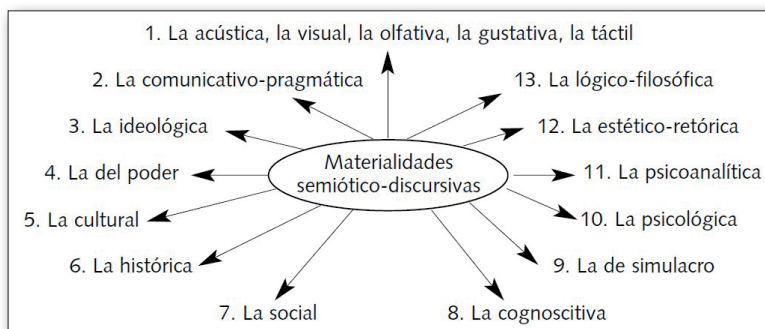 1. La acústica, la visual, la olfativa, la gustativa, la táctil
2. La comunicativo-pragmática
13. La lógico-filosófica
3. La ideológica
12. La estético-retórica
Materialidades
semiótico-discursivas
4. La del poder
11. La psicoanalítica
5. La cultural
10. La psicológica
6. La histórica
9. La de simulacro
7. La social
8. La cognoscitiva